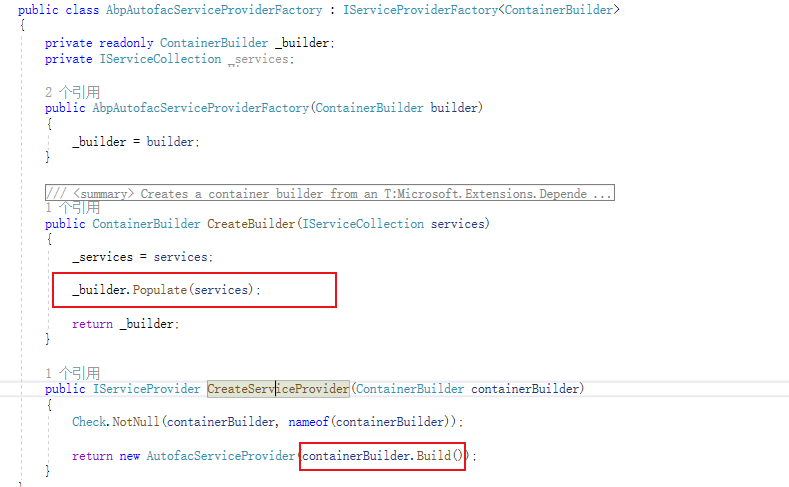 public class AbpAutofacServiceProviderFactory : IServiceProviderFactory<ContainerBuilder>
{
private readonly ContainerBuilder _builder;
private IServiceCollection _services;
2 个引用
public AbpAutofacServiceProviderFactory(ContainerBuilder builder)
{
_builder = builder;
}
/// <summary> Creates a container builder from an T:Microsoft.Extensions.Depende ...
1 个引用
public ContainerBuilder CreateBuilder(IServiceCollection services)
{
_services = services;
_builder.Populate(services);
return _builder;
}
1 个引用
public IServiceProvider CreateServiceProvider(ContainerBuilder containerBuilder)
{
Check.NotNull(containerBuilder, nameof(containerBuilder));
return new AutofacServiceProvider(containerBuilder.Build());
}
}